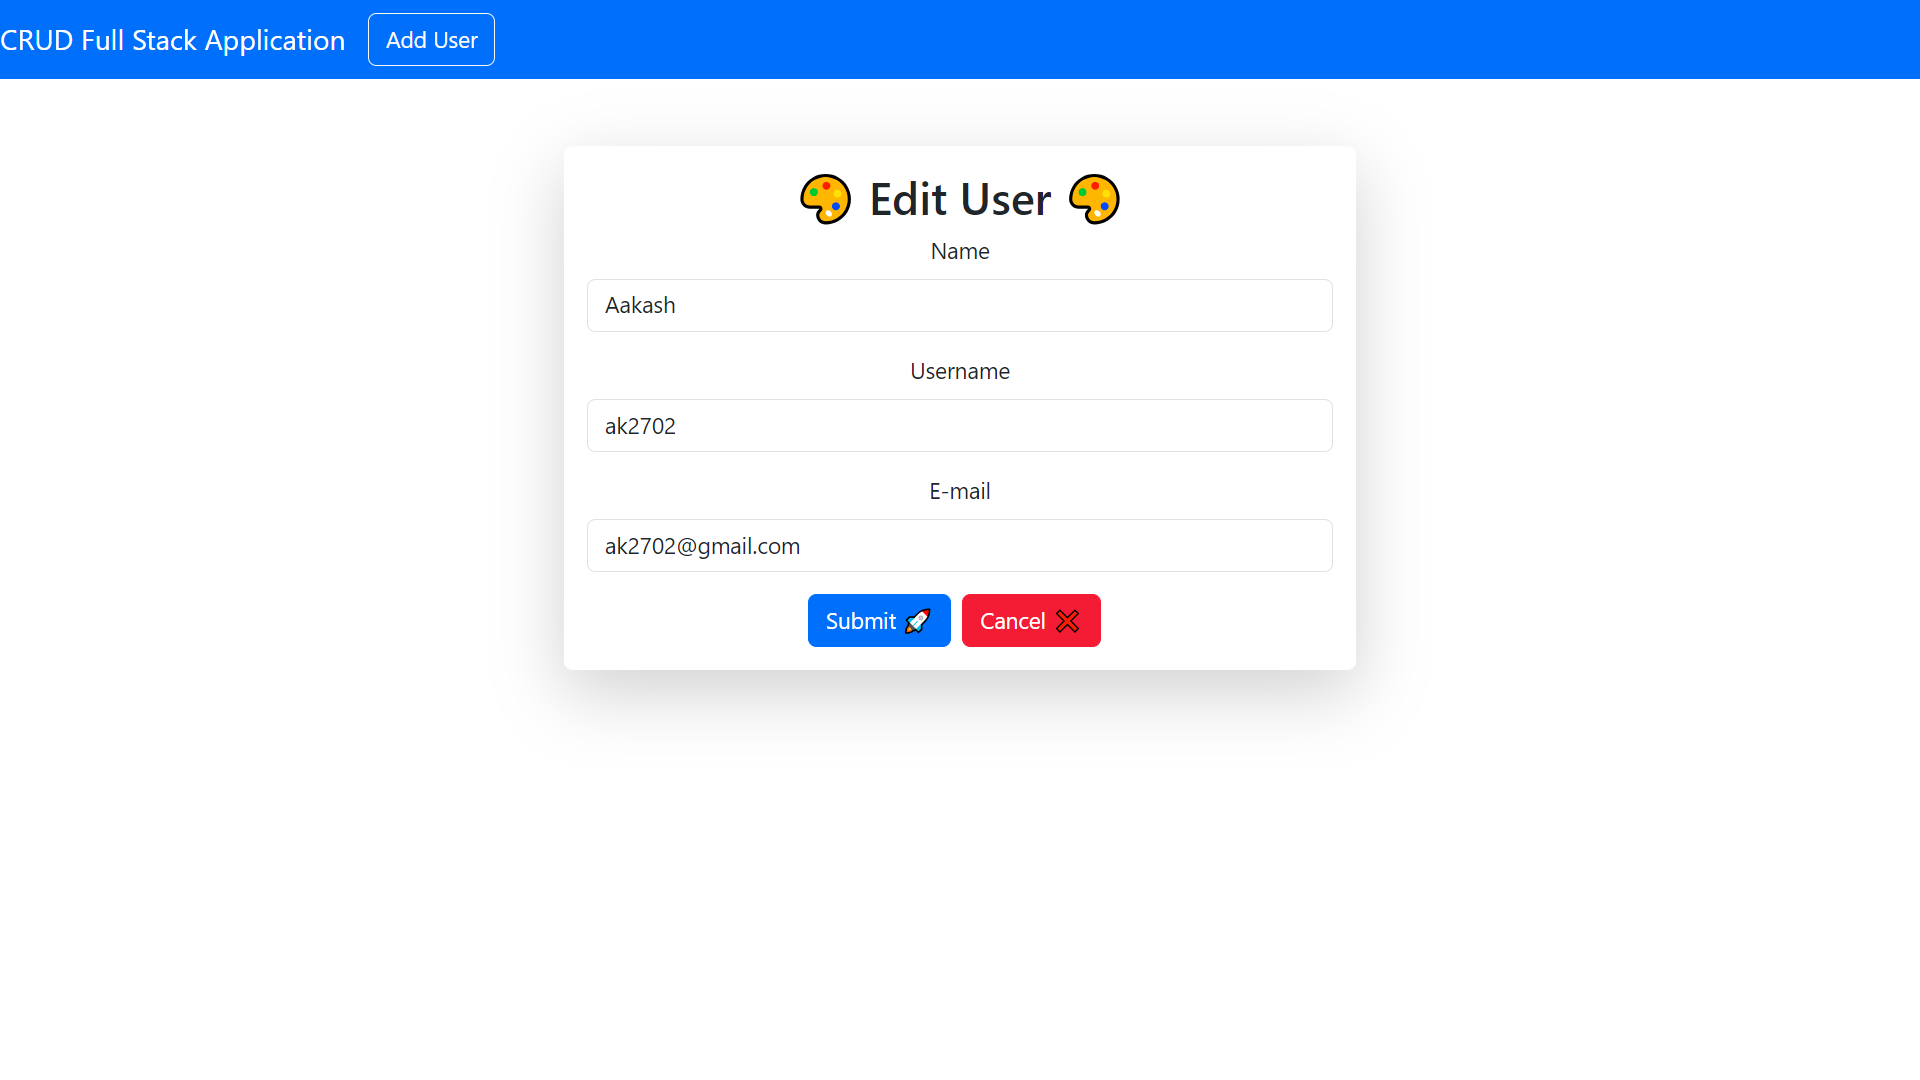 CRUD Full Stack Application Add User
🎨 Edit User 🎨
Name
Aakash
Username
ak2702
E-mail
ak2702@gmail.com
Submit 🚀 Cancel ❌